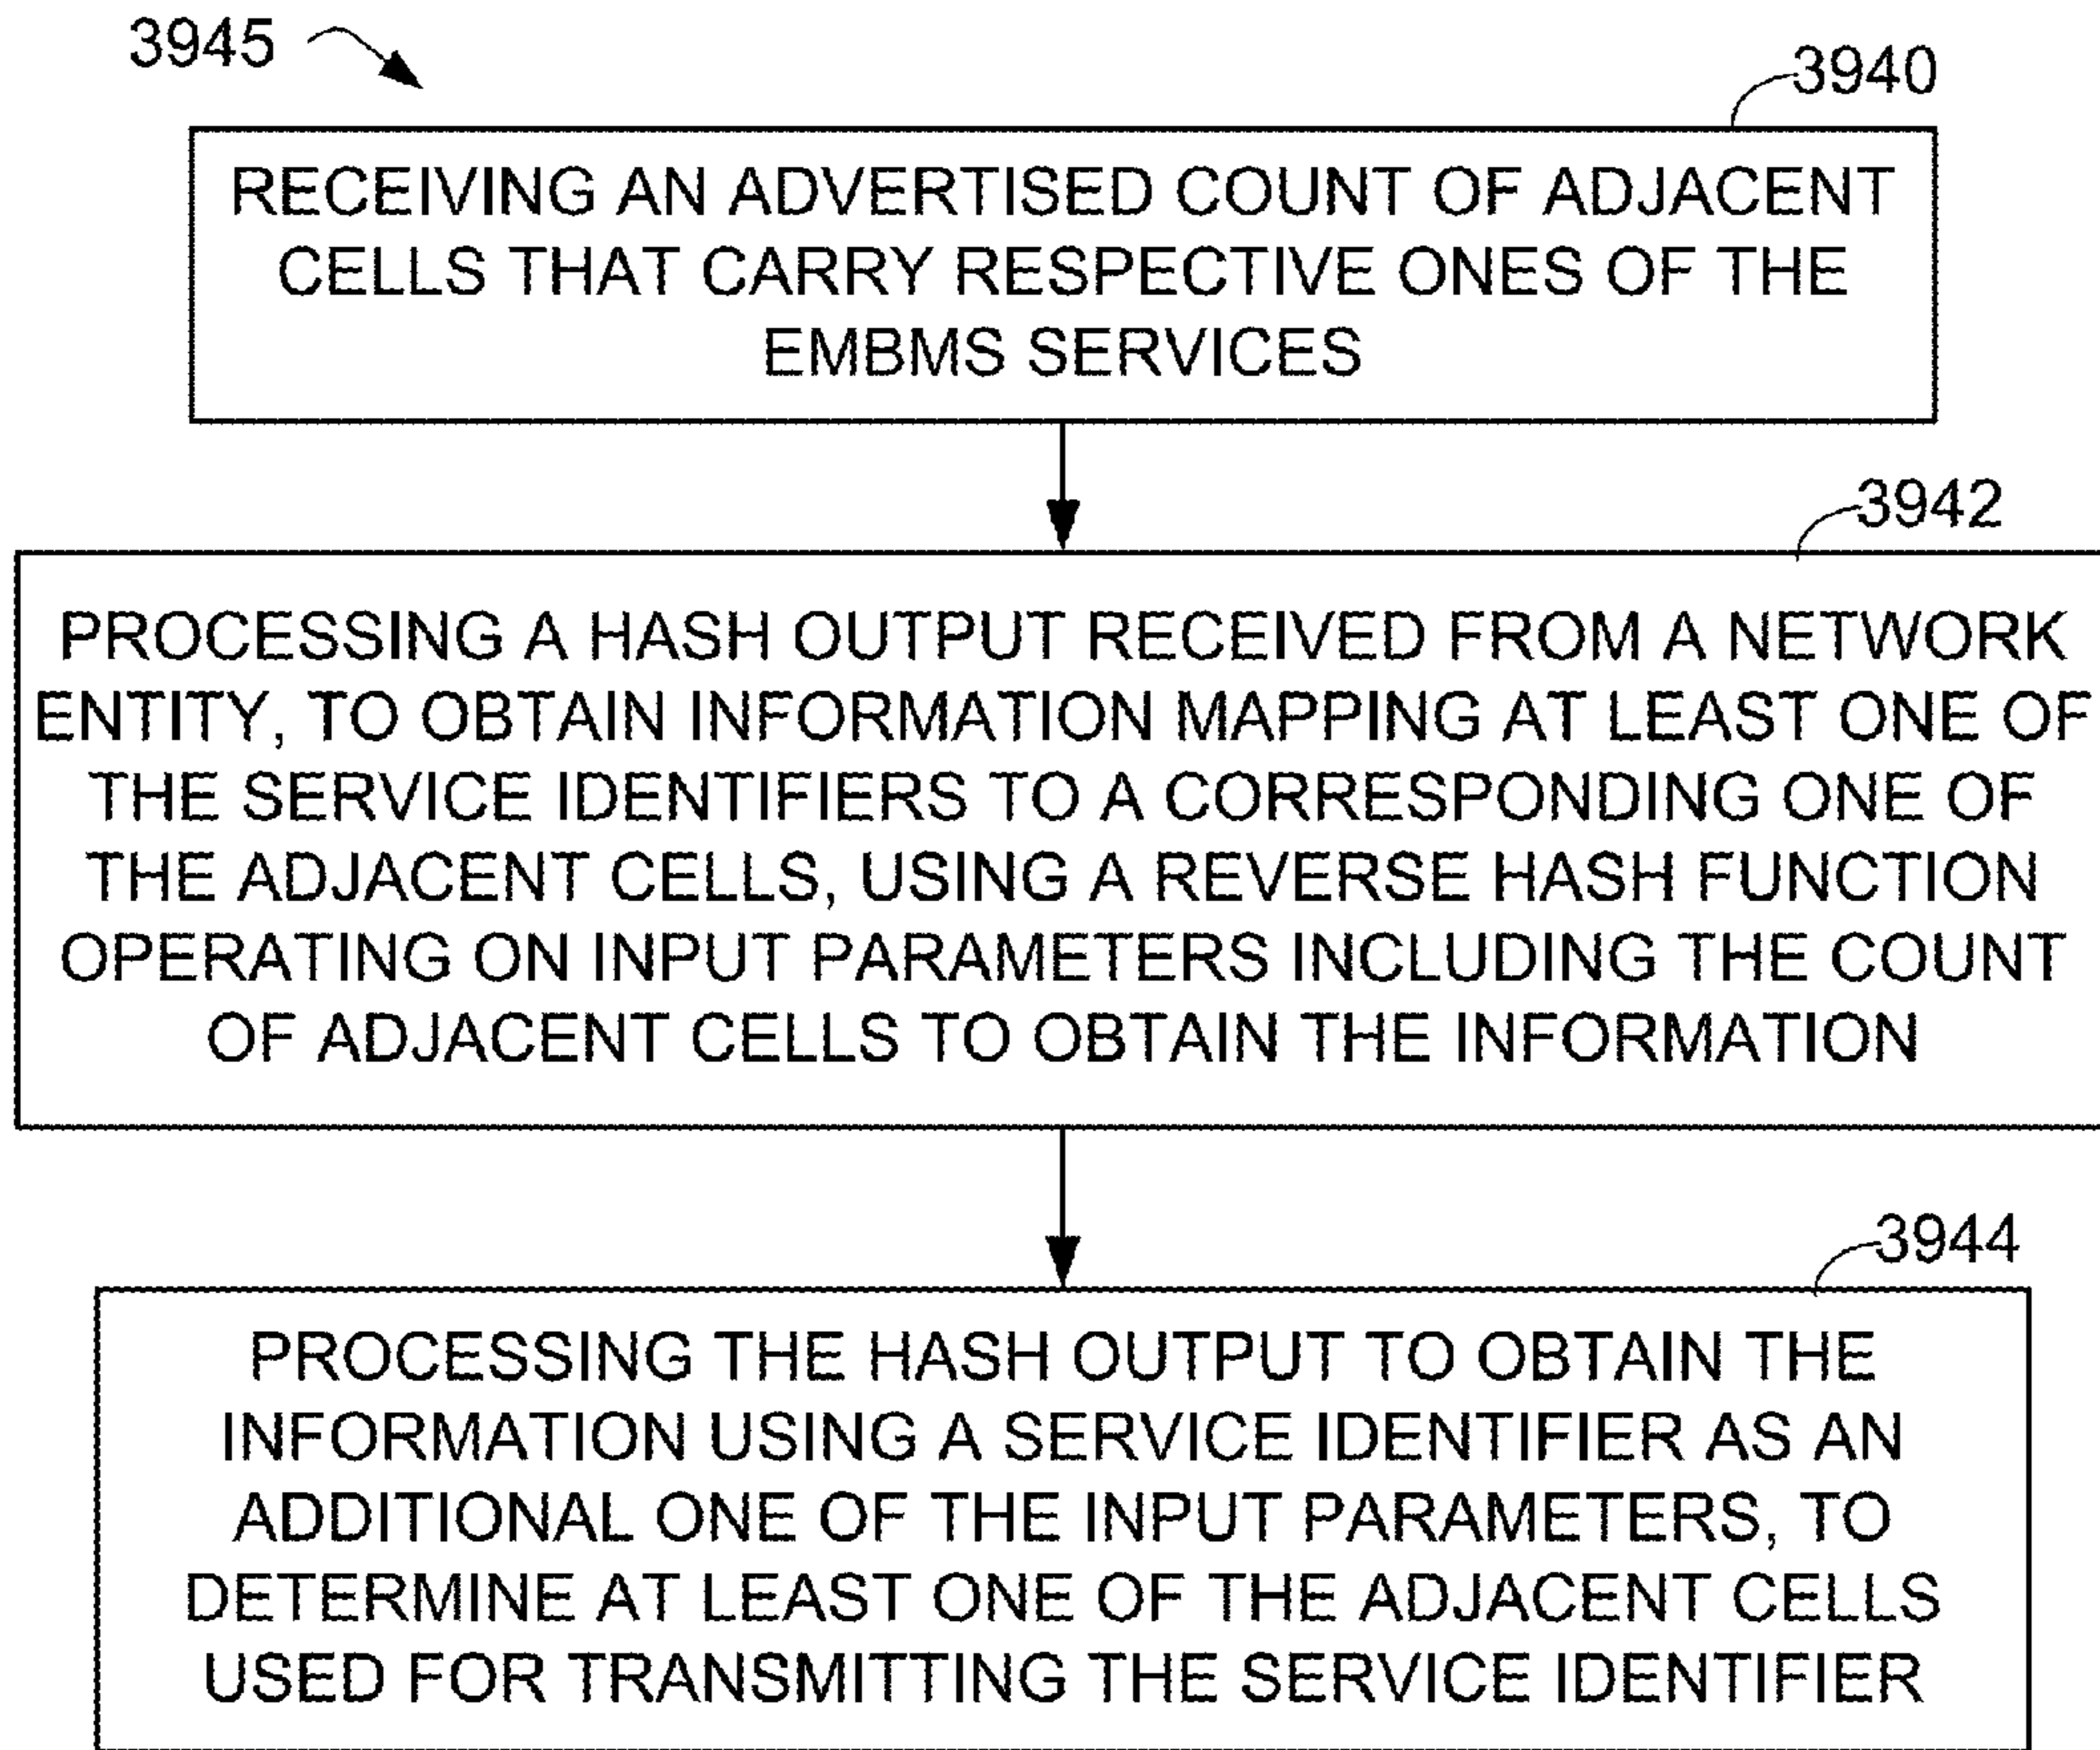 3945
3940
RECEIVING AN ADVERTISED COUNT OF ADJACENT
CELLS THAT CARRY RESPECTIVE ONES OF THE
EMBMS SERVICES
3942
PROCESSING A HASH OUTPUT RECEIVED FROM A NETWORK
ENTITY, TO OBTAIN INFORMATION MAPPING AT LEAST ONE OF
THE SERVICE IDENTIFIERS TO A CORRESPONDING ONE OF
THE ADJACENT CELLS, USING A REVERSE HASH FUNCTION
OPERATING ON INPUT PARAMETERS INCLUDING THE COUNT
OF ADJACENT CELLS TO OBTAIN THE INFORMATION
3944
PROCESSING THE HASH OUTPUT TO OBTAIN THE
INFORMATION USING A SERVICE IDENTIFIER AS AN
ADDITIONAL ONE OF THE INPUT PARAMETERS, TO
DETERMINE AT LEAST ONE OF THE ADJACENT CELLS
USED FOR TRANSMITTING THE SERVICE IDENTIFIER